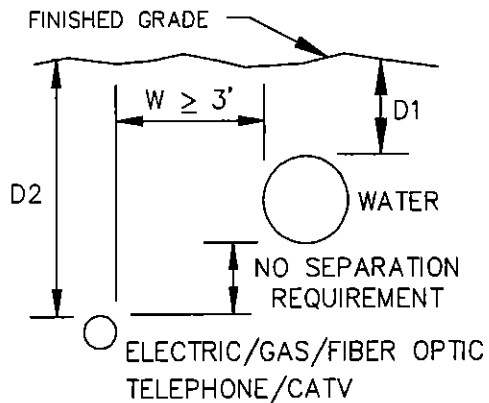 FINISHED GRADE
W ≥ 3'
D1
D2
WATER
NO SEPARATION
REQUIREMENT
ELECTRIC/GAS/FIBER OPTIC
TELEPHONE/CATV